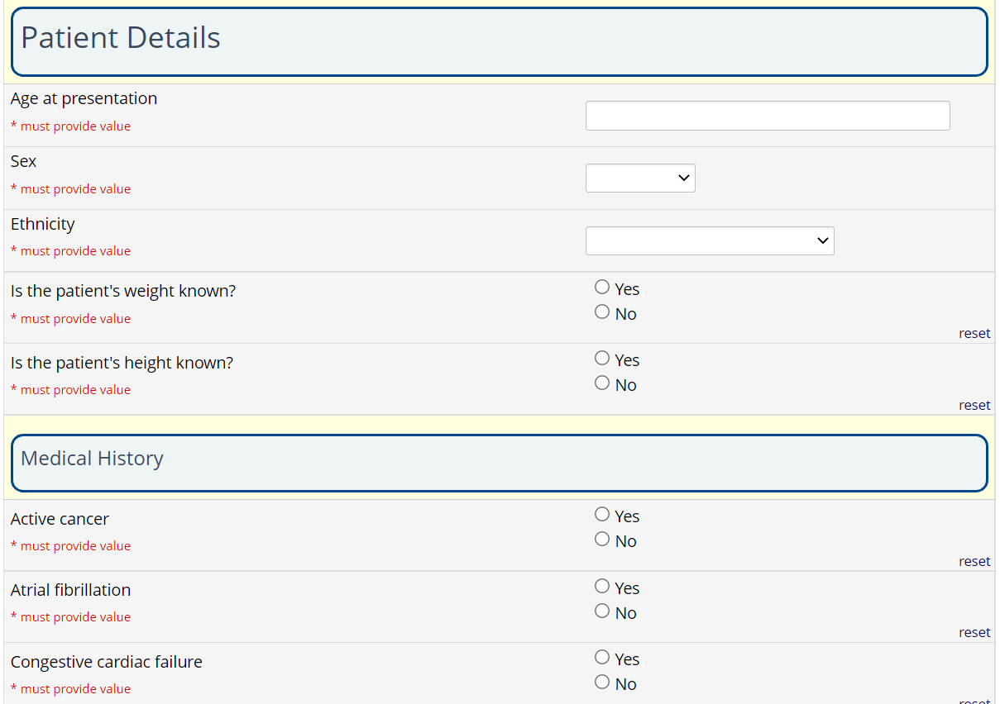 Patient Details
Age at presentation
* must provide value
Sex
* must provide value
Ethnicity
* must provide value
Is the patient's weight known?
* must provide value
Yes
No
reset
Is the patient's height known?
* must provide value
Yes
No
reset
Medical History
Active cancer
* must provide value
Yes
No
reset
Atrial fibrillation
* must provide value
Yes
No
reset
Congestive cardiac failure
* must provide value
Yes
No
reset